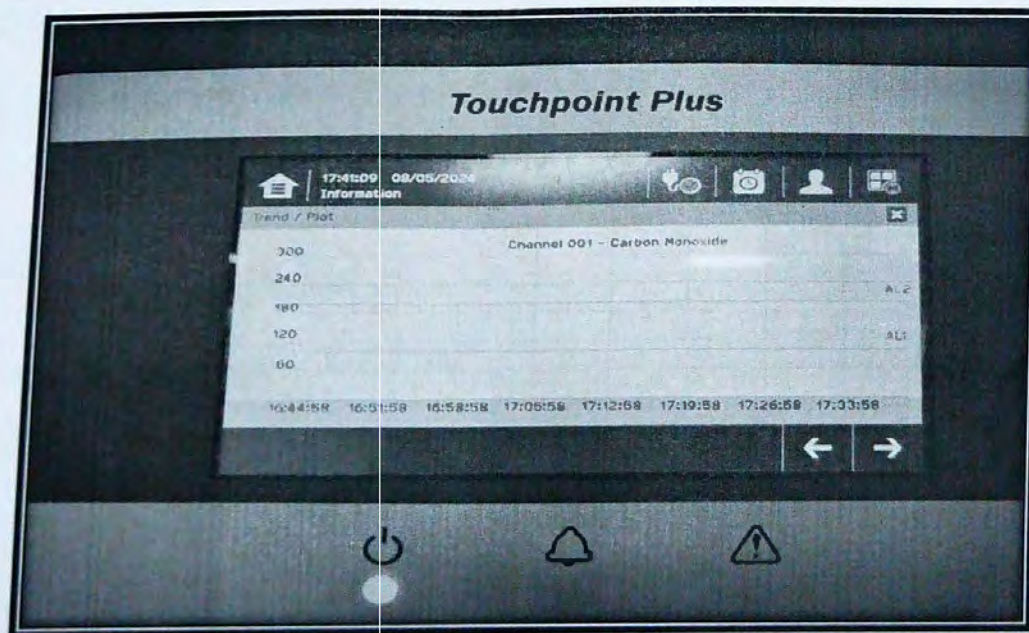 Touchpoint Plus
17:41:09 08/05/2024
Information
Trend / Plot
Channel 001 - Carbon Monoxide
300
240
AL2
180
120
AL1
60
16:44:58 16:51:58 16:58:58 17:05:58 17:12:58 17:19:58 17:26:58 17:33:58